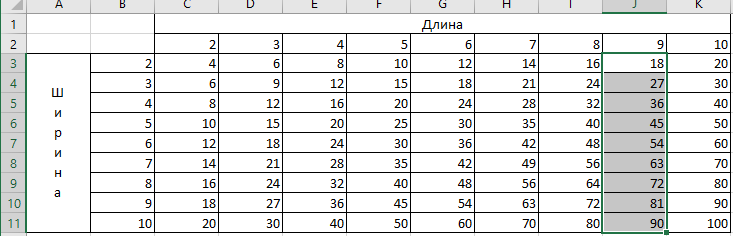 A B C D E F G H I J K
1 Длина
2 2 3 4 5 6 7 8 9 10
3 Ширина 2 4 6 8 10 12 14 16 18 20
4 3 6 9 12 15 18 21 24 27 30
5 4 8 12 16 20 24 28 32 36 40
6 5 10 15 20 25 30 35 40 45 50
7 6 12 18 24 30 36 42 48 54 60
8 7 14 21 28 35 42 49 56 63 70
9 8 16 24 32 40 48 56 64 72 80
10 9 18 27 36 45 54 63 72 81 90
11 10 20 30 40 50 60 70 80 90 100